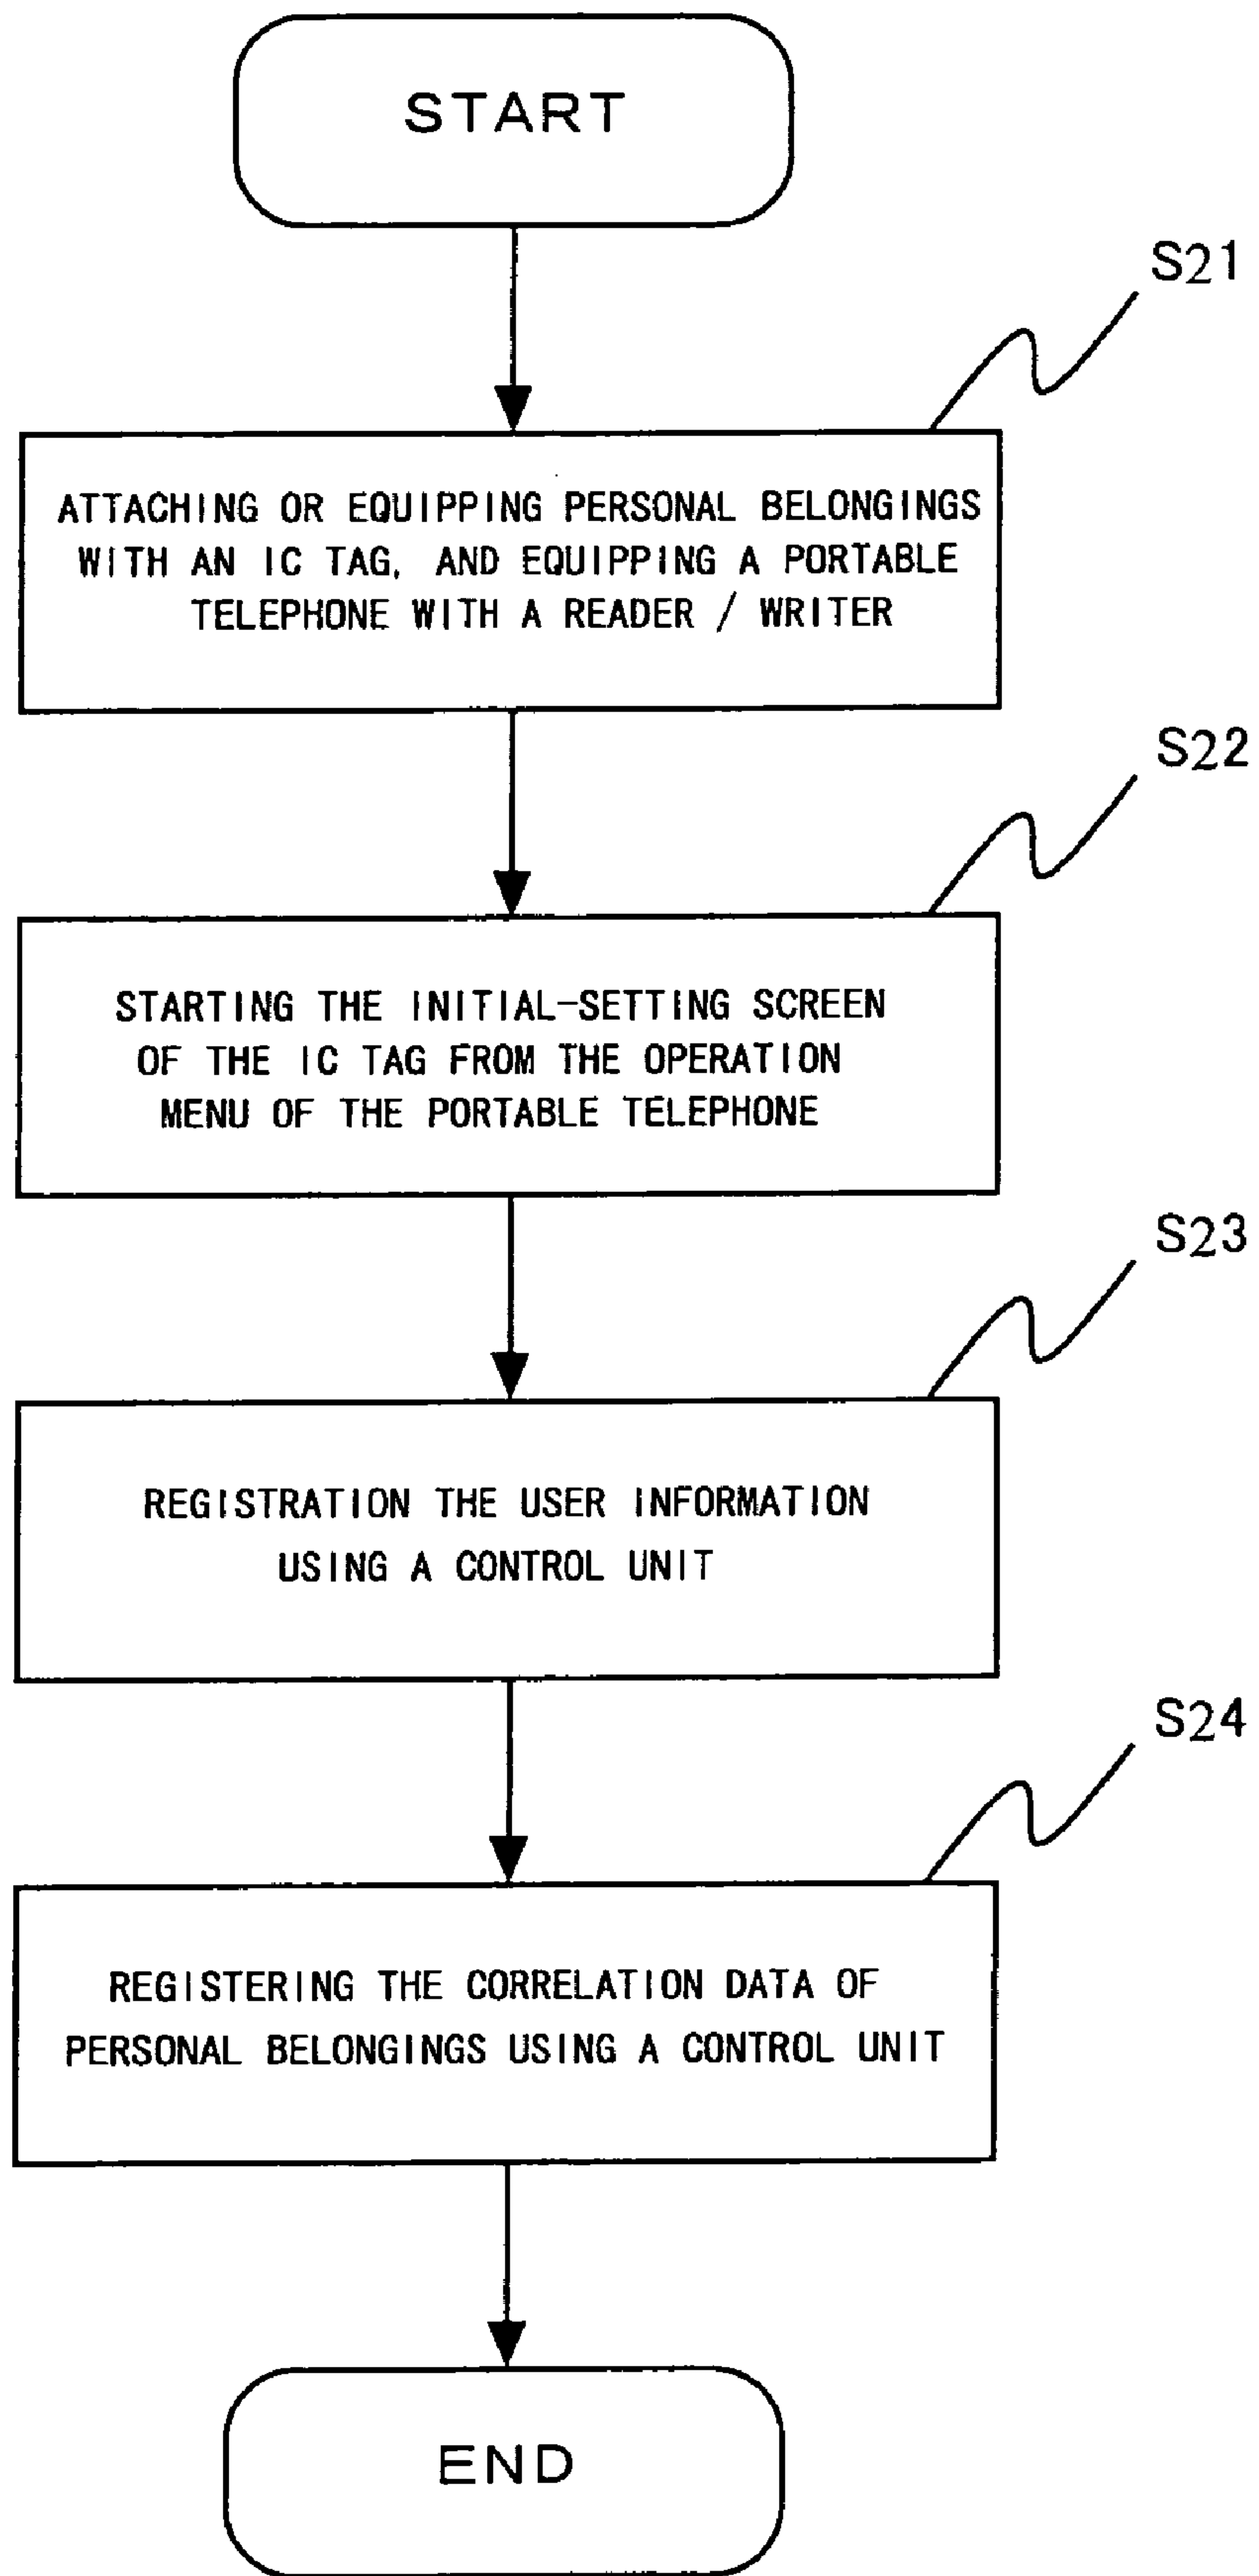 START
S21
ATTACHING OR EQUIPPING PERSONAL BELONGINGS
WITH AN IC TAG, AND EQUIPPING A PORTABLE
TELEPHONE WITH A READER / WRITER
S22
STARTING THE INITIAL-SETTING SCREEN
OF THE IC TAG FROM THE OPERATION
MENU OF THE PORTABLE TELEPHONE
S23
REGISTRATION THE USER INFORMATION
USING A CONTROL UNIT
S24
REGISTERING THE CORRELATION DATA OF
PERSONAL BELONGINGS USING A CONTROL UNIT
END